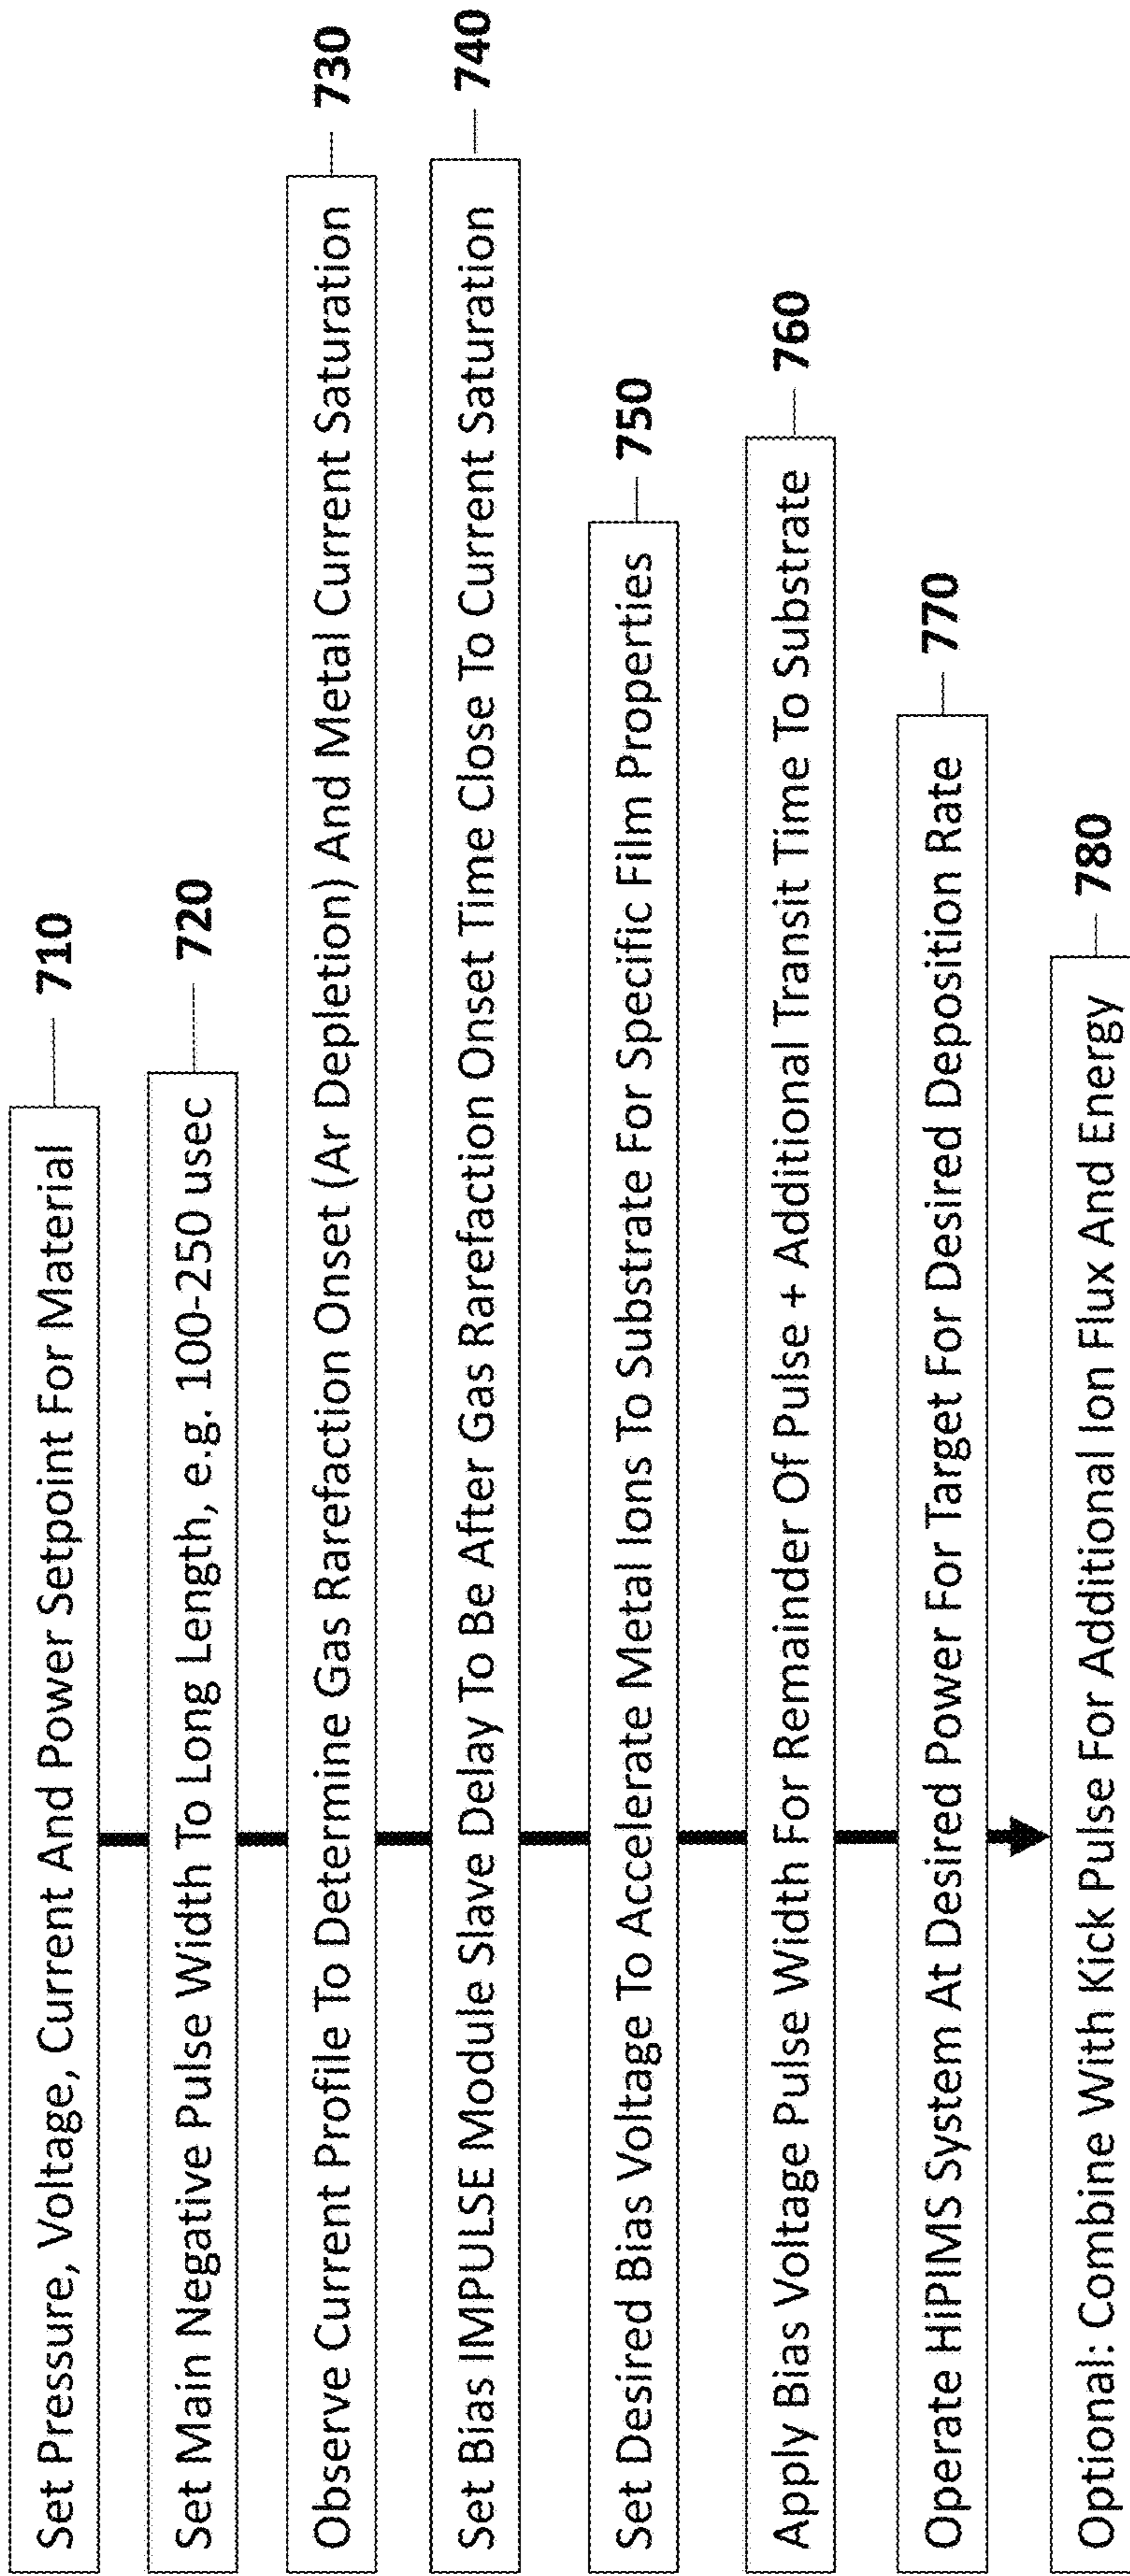 Set Pressure, Voltage, Current And Power Setpoint For Material 710
Set Main Negative Pulse Width To Long Length, e.g. 100-250 usec 720
Observe Current Profile To Determine Gas Rarefaction Onset (Ar Depletion) And Metal Current Saturation 730
Set Bias IMPULSE Module Slave Delay To Be After Gas Rarefaction Onset Time Close To Current Saturation 740
Set Desired Bias Voltage To Accelerate Metal Ions To Substrate For Specific Film Properties 750
Apply Bias Voltage Pulse Width For Remainder Of Pulse + Additional Transit Time To Substrate 760
Operate HiPIMS System At Desired Power For Target For Desired Deposition Rate 770
Optional: Combine With Kick Pulse For Additional Ion Flux And Energy 780